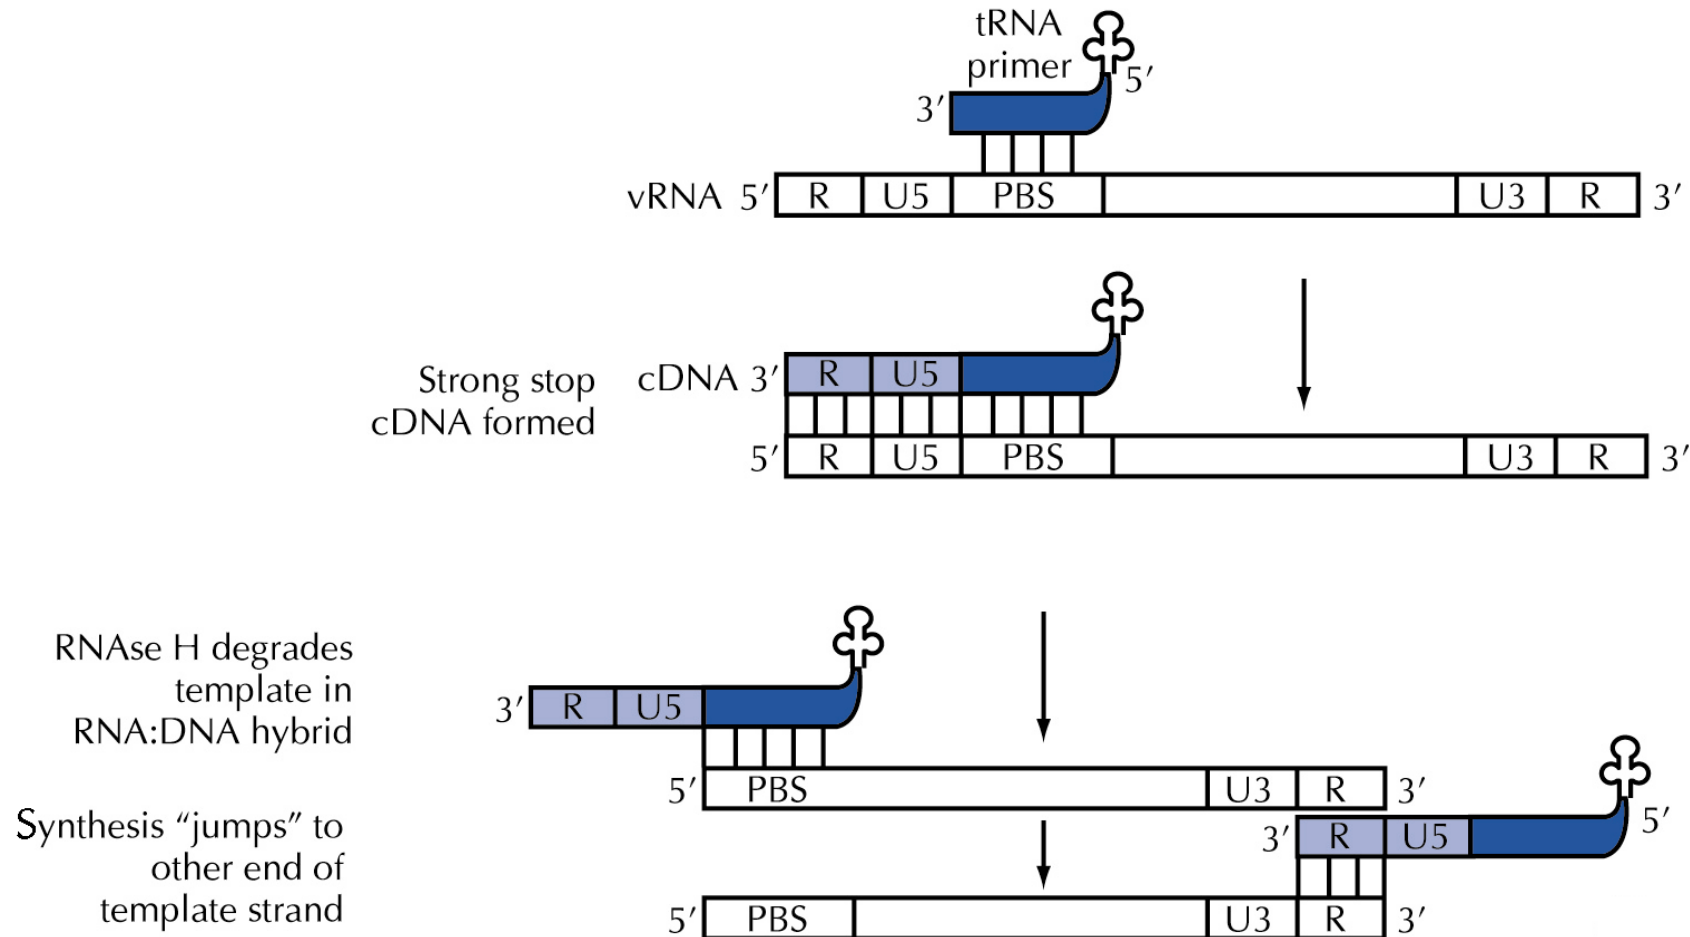 tRNA
primer
5′
3′
vRNA 5′ R U5 PBS U3 R 3′
Strong stop
cDNA formed
cDNA 3′ R U5
5′ R U5 PBS U3 R 3′
RNAse H degrades
template in
RNA:DNA hybrid
3′ R U5
5′ PBS U3 R 3′
Synthesis “jumps” to
other end of
template strand
3′ R U5 5′
5′ PBS U3 R 3′